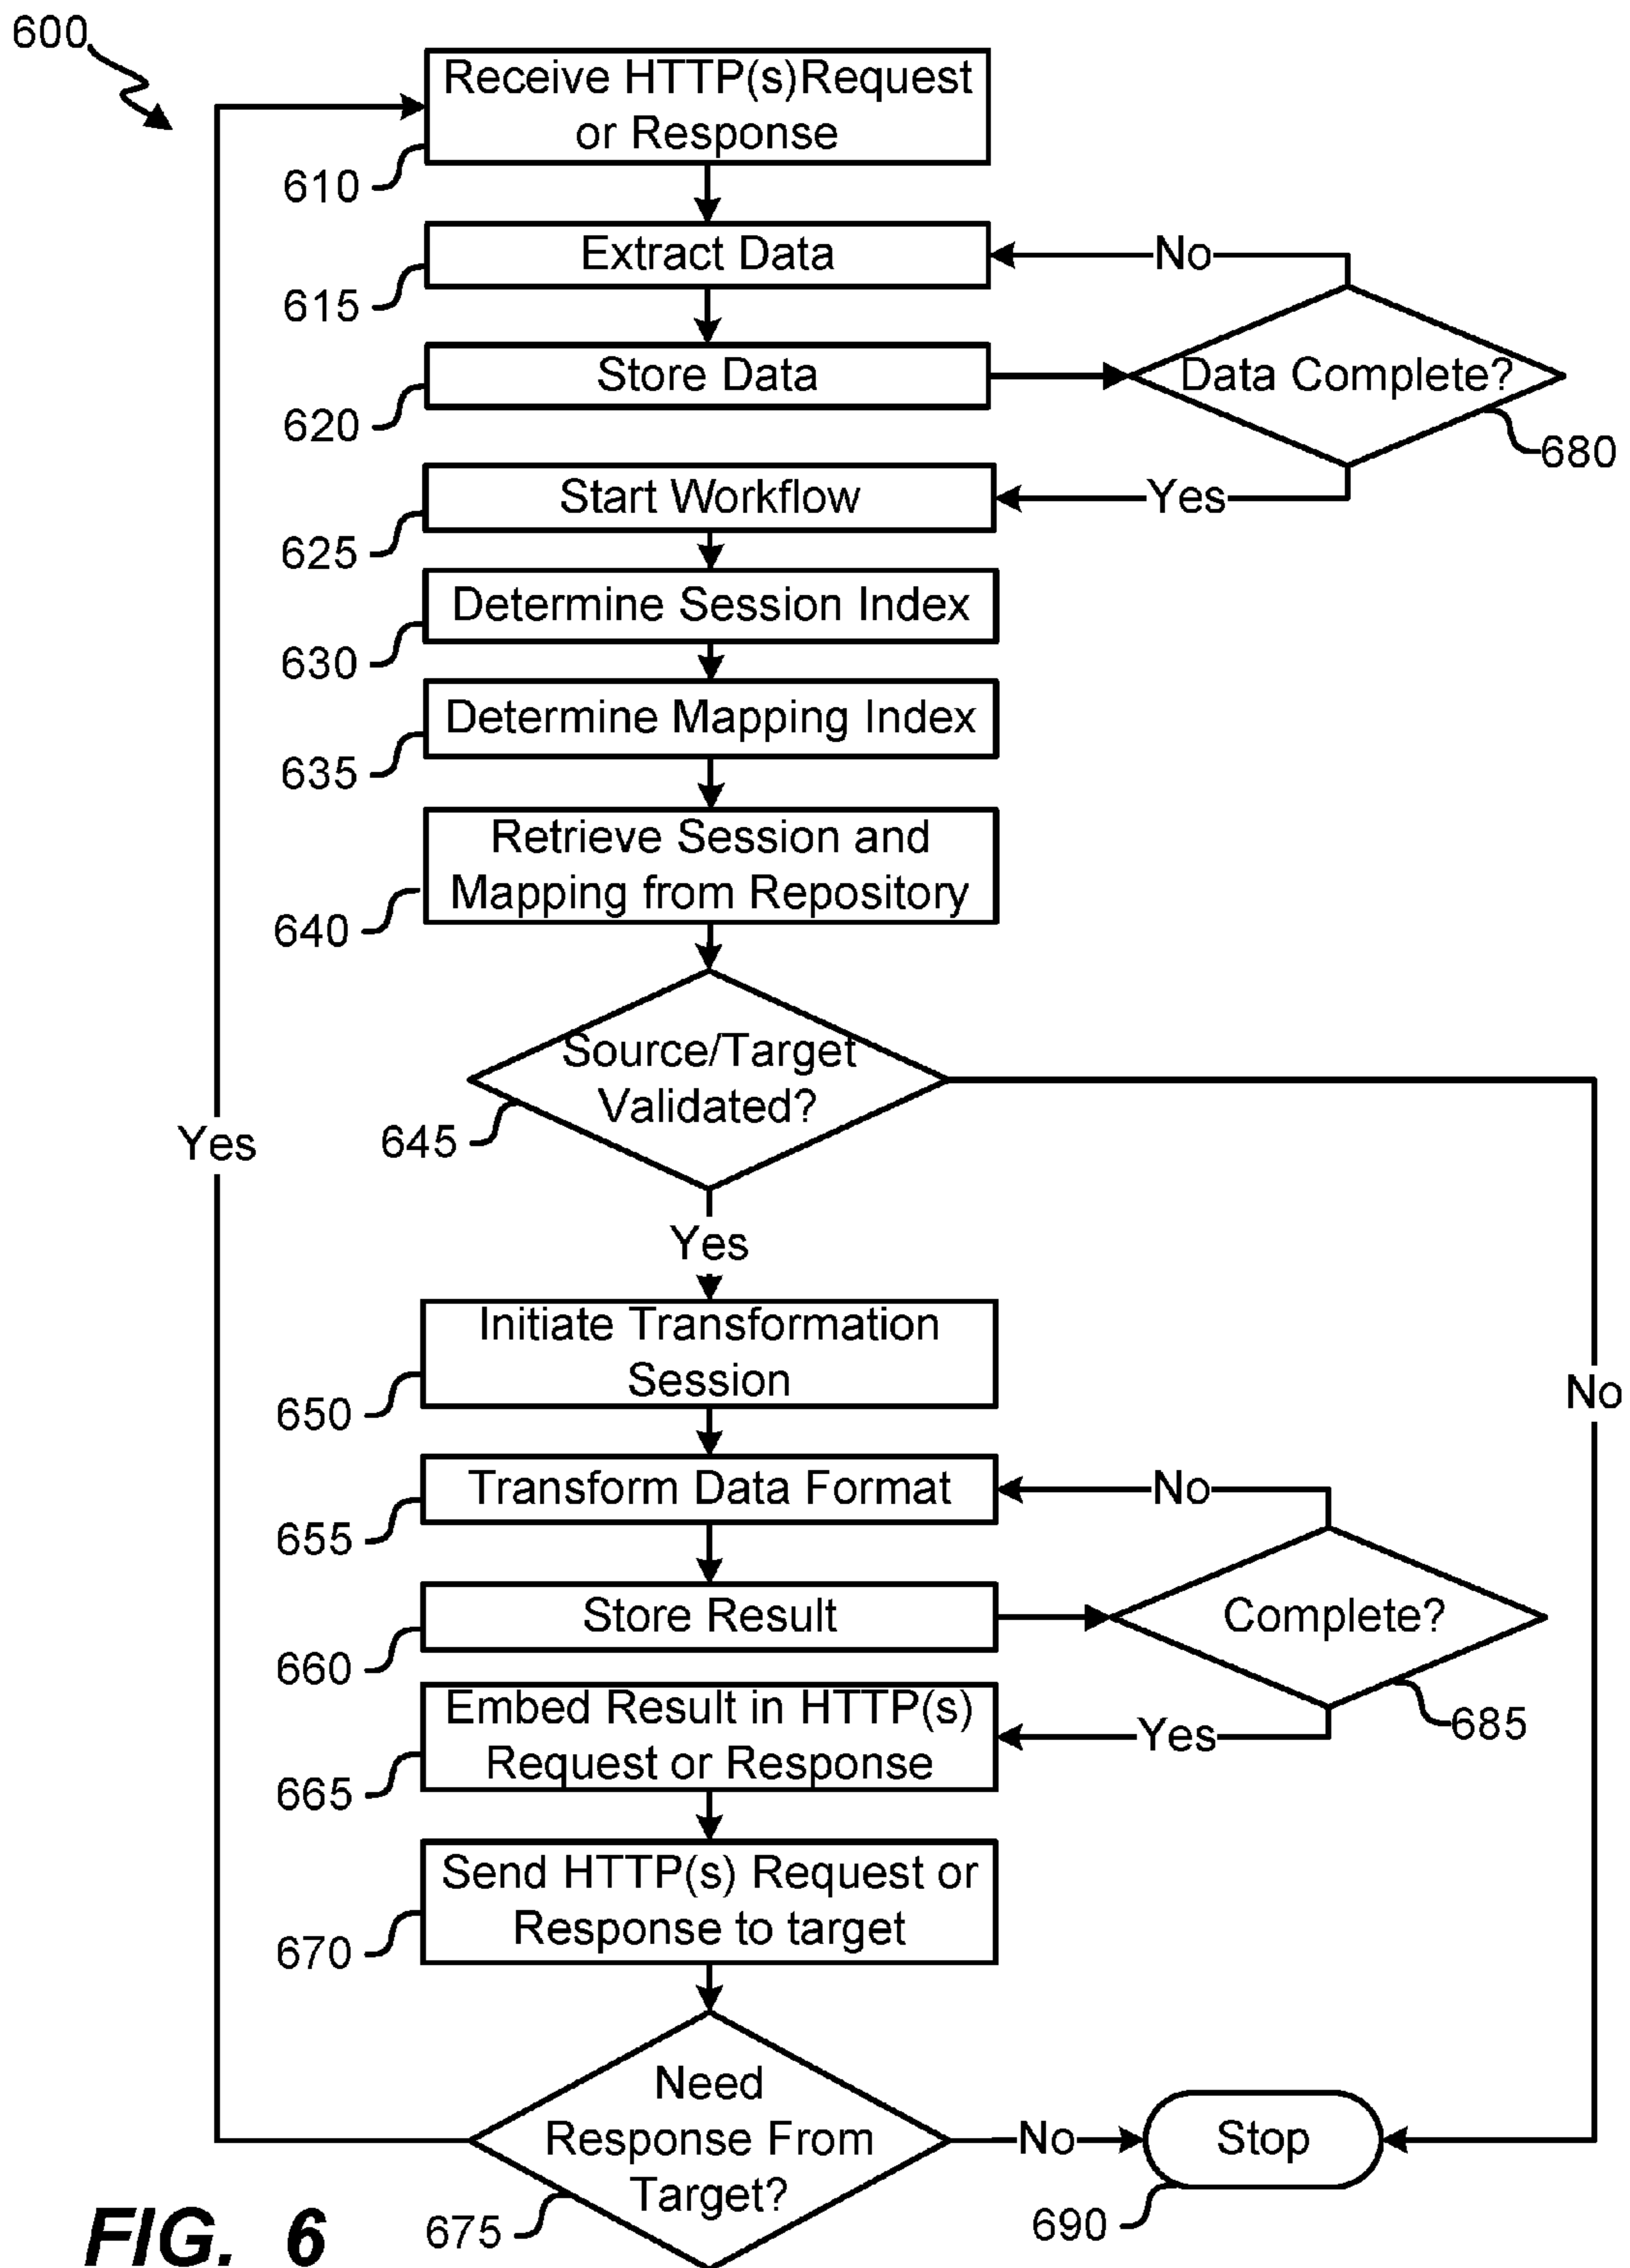 600
Receive HTTP(s)Request
or Response
610
Extract Data
No
615
Store Data
Data Complete?
620
680
Start Workflow
Yes
625
Determine Session Index
630
Determine Mapping Index
635
Retrieve Session and
Mapping from Repository
640
Source/Target
Validated?
645
Yes
Yes
Initiate Transformation
Session
650
No
Transform Data Format
No
655
Store Result
Complete?
660
Embed Result in HTTP(s)
Request or Response
Yes
685
665
Send HTTP(s) Request or
Response to target
670
Need
Response From
Target?
No
Stop
675
690
FIG. 6